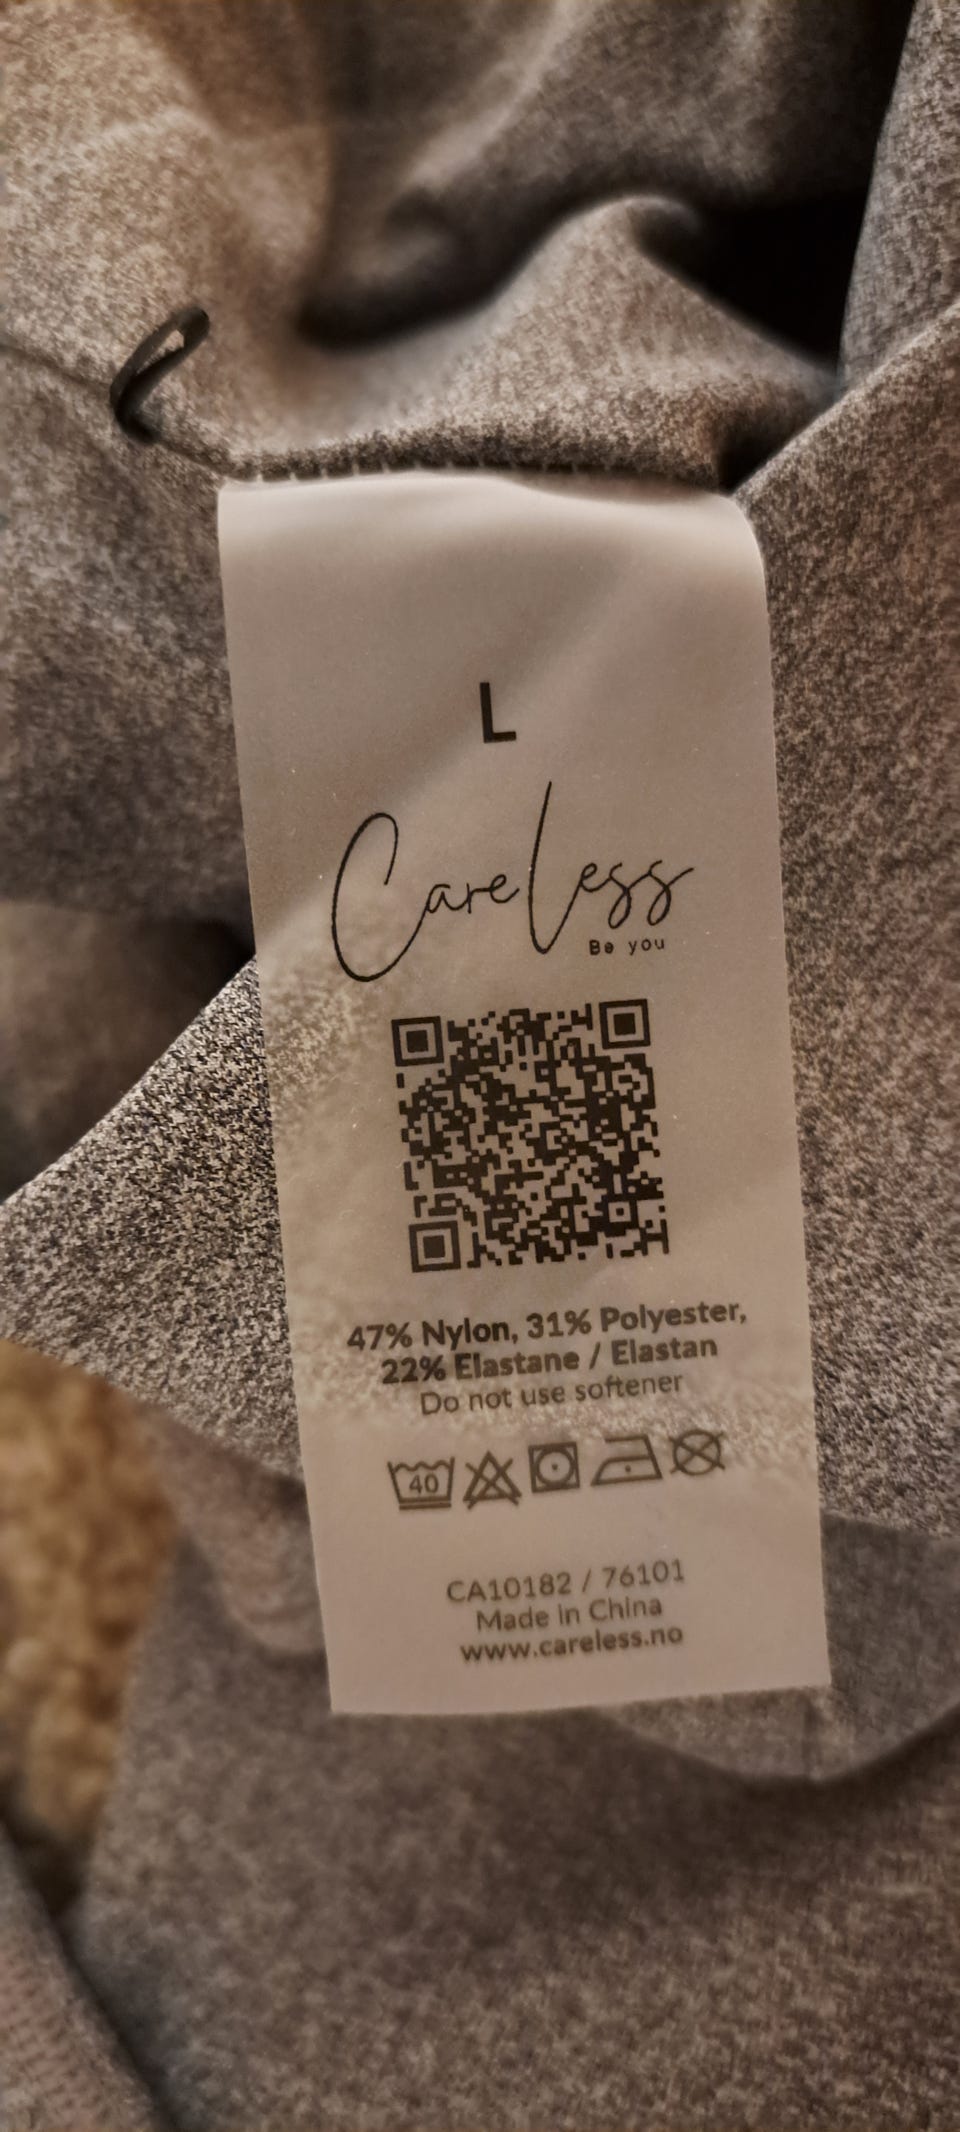 L
CareLess
Be you
47% Nylon, 31% Polyester,
22% Elastane / Elastan
Do not use softener
40
CA10182 / 76101
Made in China
www.careless.no